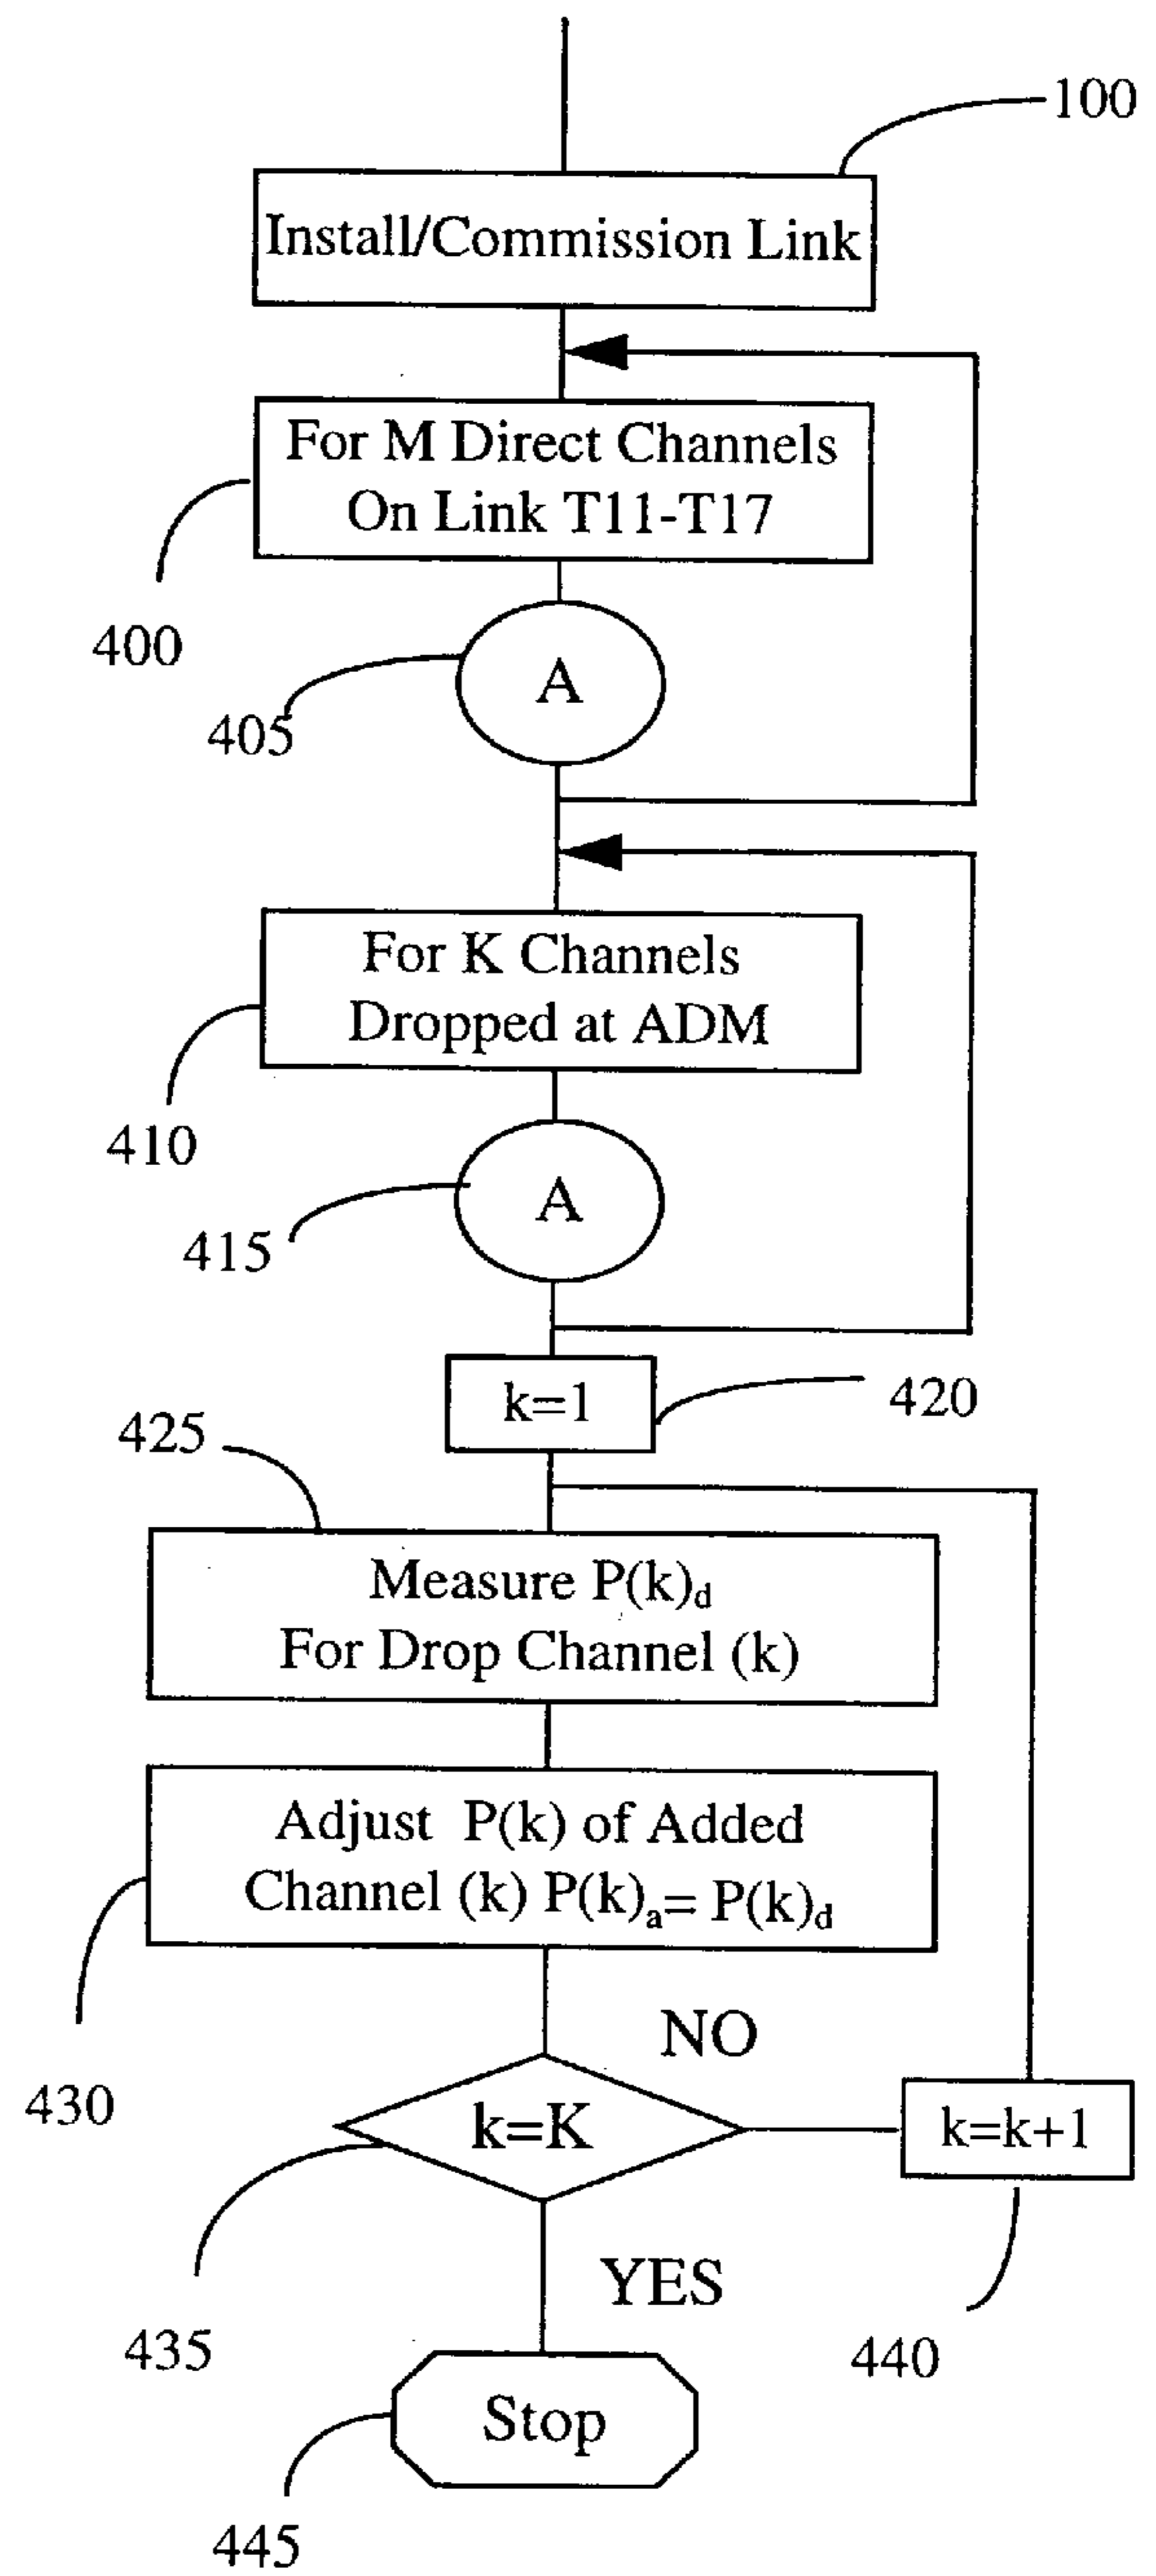 100
Install/Commission Link
For M Direct Channels
On Link T11-T17
400
A
405
For K Channels
Dropped at ADM
410
A
415
k=1
420
425
Measure P(k)d
For Drop Channel (k)
Adjust P(k) of Added
Channel (k) P(k)a= P(k)d
430
NO
k=K
k=k+1
YES
435
440
Stop
445